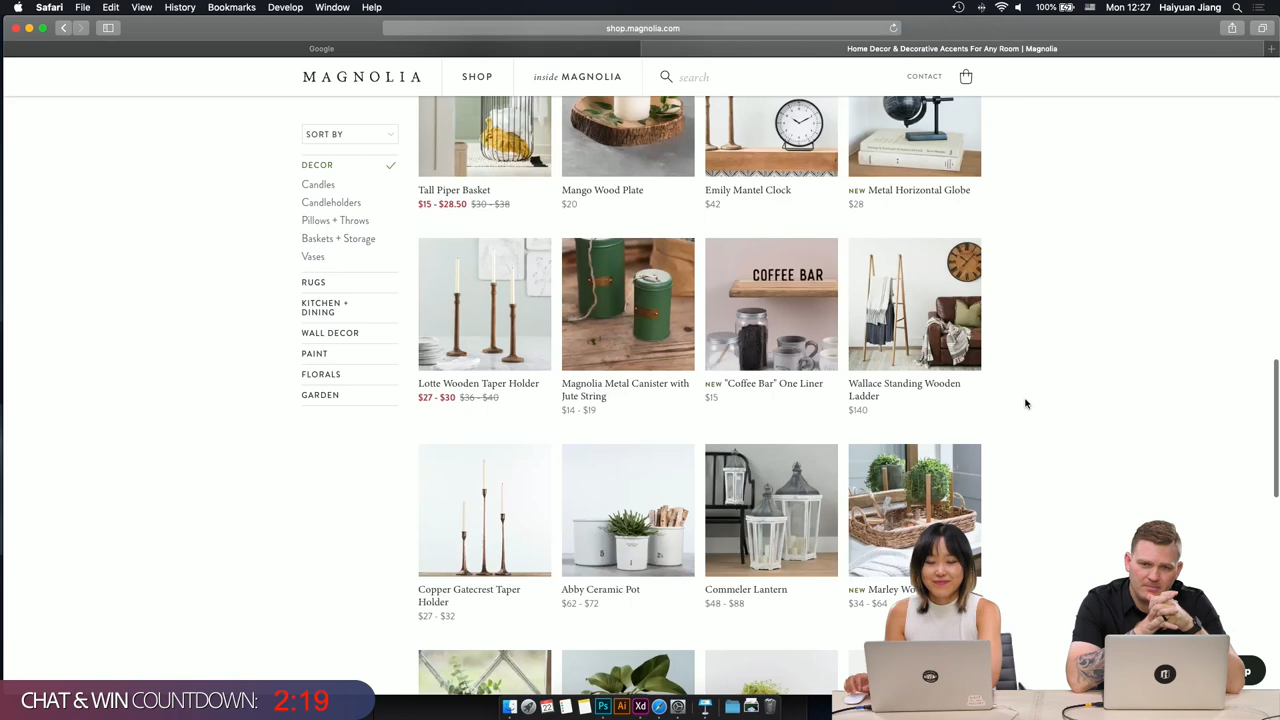 Safari File Edit View History Bookmarks Develop Window Help
100% Mon 12:27 Haiyuan Jiang
shop.magnolia.com
Google
Home Decor & Decorative Accents For Any Room | Magnolia
MAGNOLIA
SHOP
inside MAGNOLIA
search
CONTACT
SORT BY
DECOR
Candles
Candleholders
Pillows + Throws
Baskets + Storage
Vases
RUGS
KITCHEN +
DINING
WALL DECOR
PAINT
FLORALS
GARDEN
Tall Piper Basket
$15 - $28.50 $30 - $38
Mango Wood Plate
$20
Emily Mantel Clock
$42
NEW Metal Horizontal Globe
$28
COFFEE BAR
Lotte Wooden Taper Holder
$27 - $30 $36 - $40
Magnolia Metal Canister with
Jute String
$14 - $19
NEW "Coffee Bar" One Liner
$15
Wallace Standing Wooden
Ladder
$140
Copper Gatecrest Taper
Holder
$27 - $32
Abby Ceramic Pot
$62 - $72
Commeler Lantern
$48 - $88
NEW Marley
$34 - $64
CHAT & WIN COUNTDOWN: 2:19
Ps Ai Xd